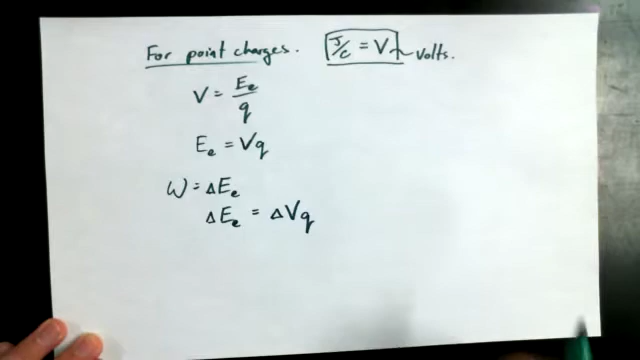 For point charges. J/C = V volts.
V = Ee/q
Ee = Vq
W = ΔEe
ΔEe = ΔVq